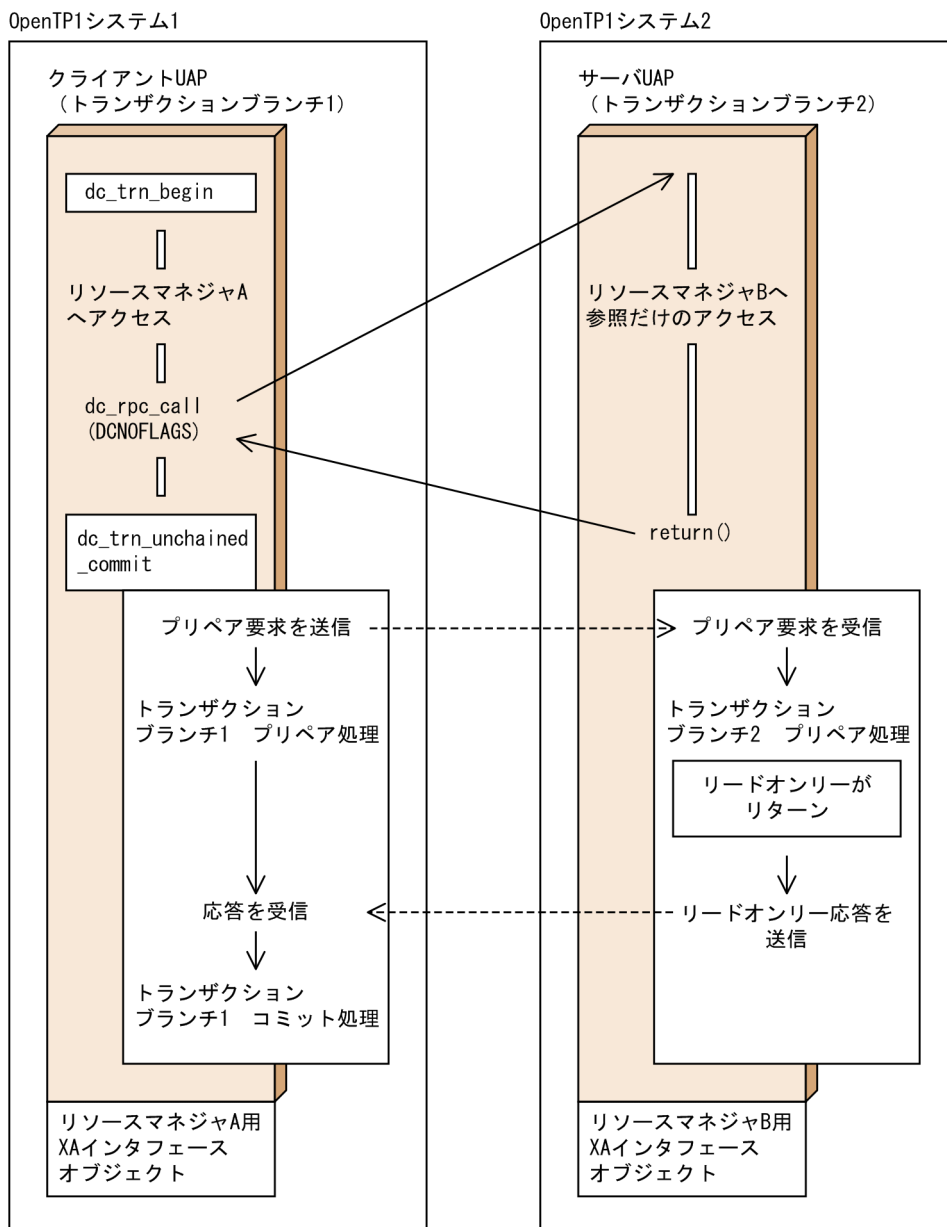 OpenTP1システム1
クライアントUAP
（トランザクションブランチ1）
dc_trn_begin
リソースマネジャA
へアクセス
dc_rpc_call
(DCNOFLAGS)
dc_trn_unchained
_commit
プリペア要求を送信
トランザクション
ブランチ1　プリペア処理
応答を受信
トランザクション
ブランチ1　コミット処理
リソースマネジャA用
XAインタフェース
オブジェクト
OpenTP1システム2
サーバUAP
（トランザクションブランチ2）
リソースマネジャBへ
参照だけのアクセス
return()
プリペア要求を受信
トランザクション
ブランチ2　プリペア処理
リードオンリーが
リターン
リードオンリー応答を
送信
リソースマネジャB用
XAインタフェース
オブジェクト